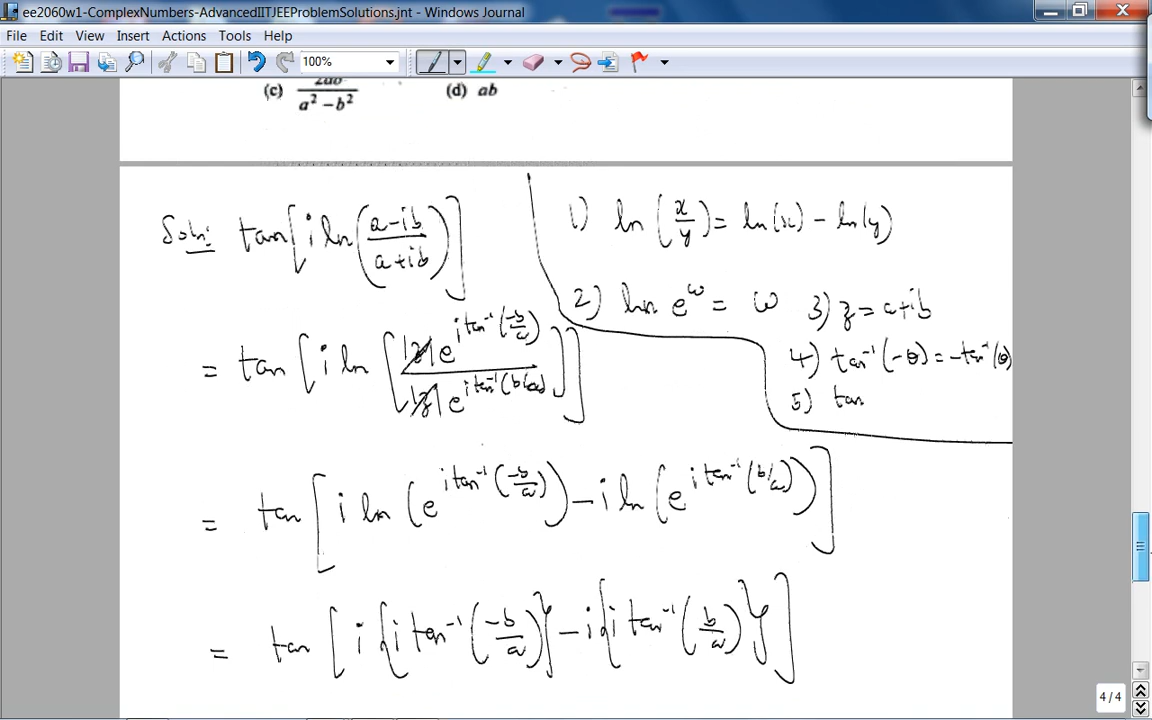 ee2060w1-ComplexNumbers-AdvancedIITJEEProblemSolutions.jnt - Windows Journal
File Edit View Insert Actions Tools Help
100%
(c) 2ab / a² − b² (d) ab
Soln: tan[i ln((a−ib)/(a+ib))]
1) ln(x/y) = ln(x) − ln(y)
2) ln e^ω = ω 3) z = a+ib
4) tan⁻¹(−θ) = −tan⁻¹(θ)
5) tan
= tan[i ln[|z| e^(i tan⁻¹(−b/a)) / |z| e^(i tan⁻¹(b/a))]]
= tan[i ln(e^(i tan⁻¹(−b/a))) − i ln(e^(i tan⁻¹(b/a)))]
= tan[i{i tan⁻¹(−b/a)} − i{i tan⁻¹(b/a)}]
4/4